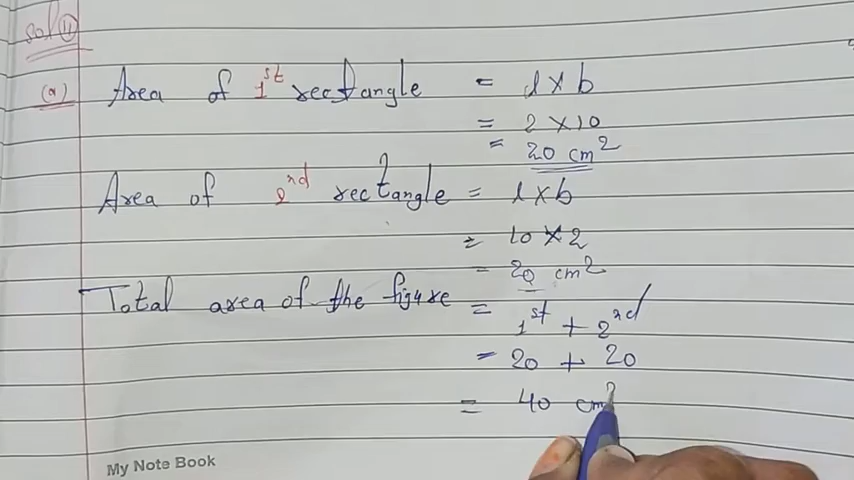 Sol 11
(a) Area of 1st rectangle = l × b
= 2 × 10
= 20 cm²
Area of 2nd rectangle = l × b
= 10 × 2
= 20 cm²
Total area of the figure = 1st + 2nd
= 20 + 20
= 40 cm²
My Note Book